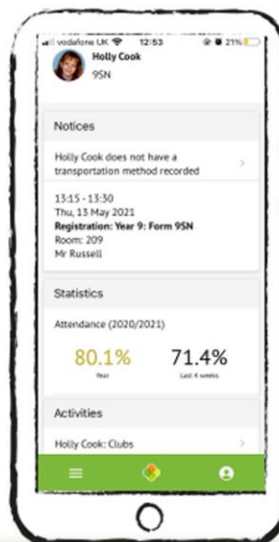 vodafone UK 12:53 21%
Holly Cook
9SN
Notices
Holly Cook does not have a
transportation method recorded
13:15 - 13:30
Thu, 13 May 2021
Registration: Year 9: Form 9SN
Room: 209
Mr Russell
Statistics
Attendance (2020/2021)
80.1% 71.4%
Year Last 4 weeks
Activities
Holly Cook: Clubs